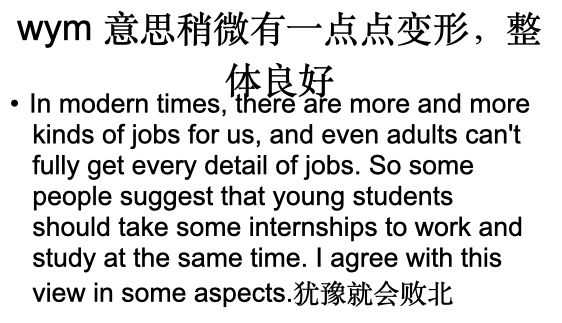 wym 意思稍微有一点点变形，整
体良好
• In modern times, there are more and more
kinds of jobs for us, and even adults can't
fully get every detail of jobs. So some
people suggest that young students
should take some internships to work and
study at the same time. I agree with this
view in some aspects.犹豫就会败北